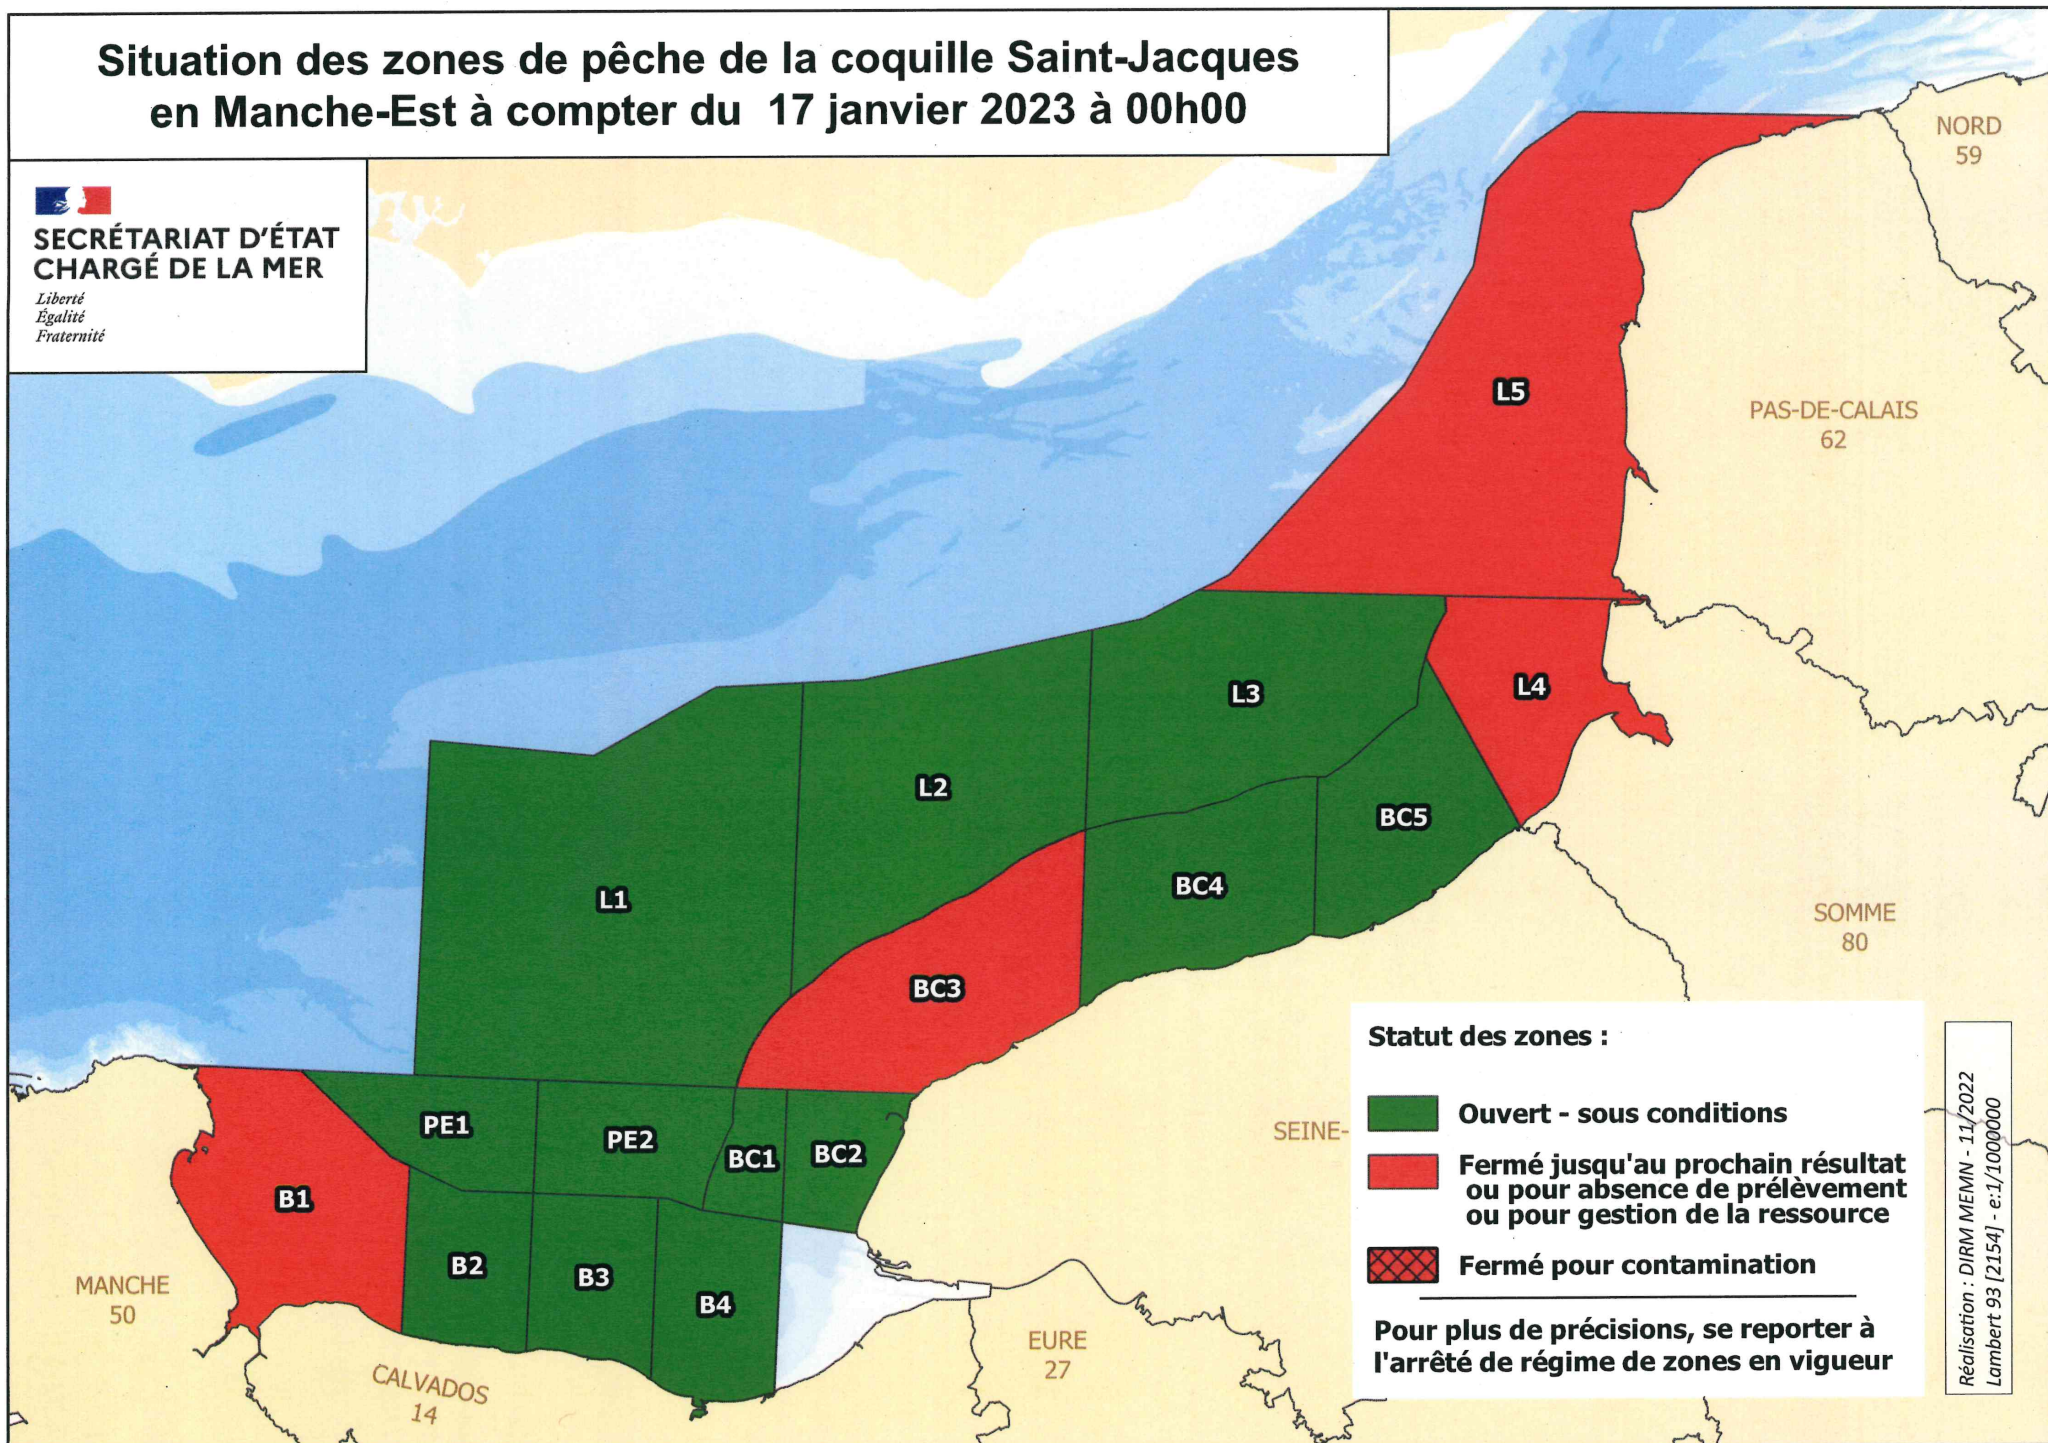 Situation des zones de pêche de la coquille Saint-Jacques
en Manche-Est à compter du 17 janvier 2023 à 00h00
SECRÉTARIAT D'ÉTAT
CHARGÉ DE LA MER
Liberté
Égalité
Fraternité
NORD
59
PAS-DE-CALAIS
62
L5
L4
L3
L2
BC5
BC4
L1
BC3
SOMME
80
PE1
PE2
BC1
BC2
B1
B2
B3
B4
MANCHE
50
CALVADOS
14
EURE
27
SEINE-
Statut des zones :
Ouvert - sous conditions
Fermé jusqu'au prochain résultat
ou pour absence de prélèvement
ou pour gestion de la ressource
Fermé pour contamination
Pour plus de précisions, se reporter à
l'arrêté de régime de zones en vigueur
Réalisation : DIRM MEMN - 11/2022
Lambert 93 [2154] - e:1/1000000